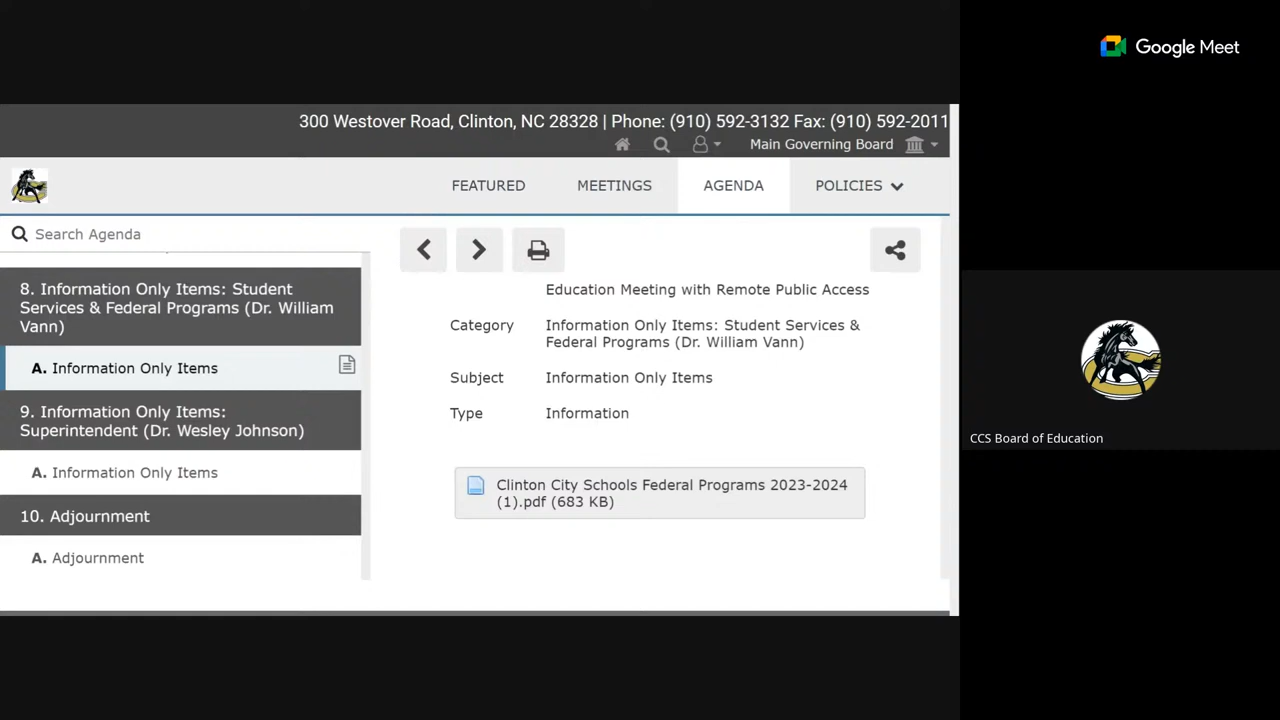 Google Meet
300 Westover Road, Clinton, NC 28328 | Phone: (910) 592-3132 Fax: (910) 592-2011
Main Governing Board
FEATURED
MEETINGS
AGENDA
POLICIES
Search Agenda
8. Information Only Items: Student
Services & Federal Programs (Dr. William
Vann)
A. Information Only Items
9. Information Only Items:
Superintendent (Dr. Wesley Johnson)
A. Information Only Items
10. Adjournment
A. Adjournment
Education Meeting with Remote Public Access
Category
Information Only Items: Student Services &
Federal Programs (Dr. William Vann)
Subject
Information Only Items
Type
Information
Clinton City Schools Federal Programs 2023-2024
(1).pdf (683 KB)
CCS Board of Education